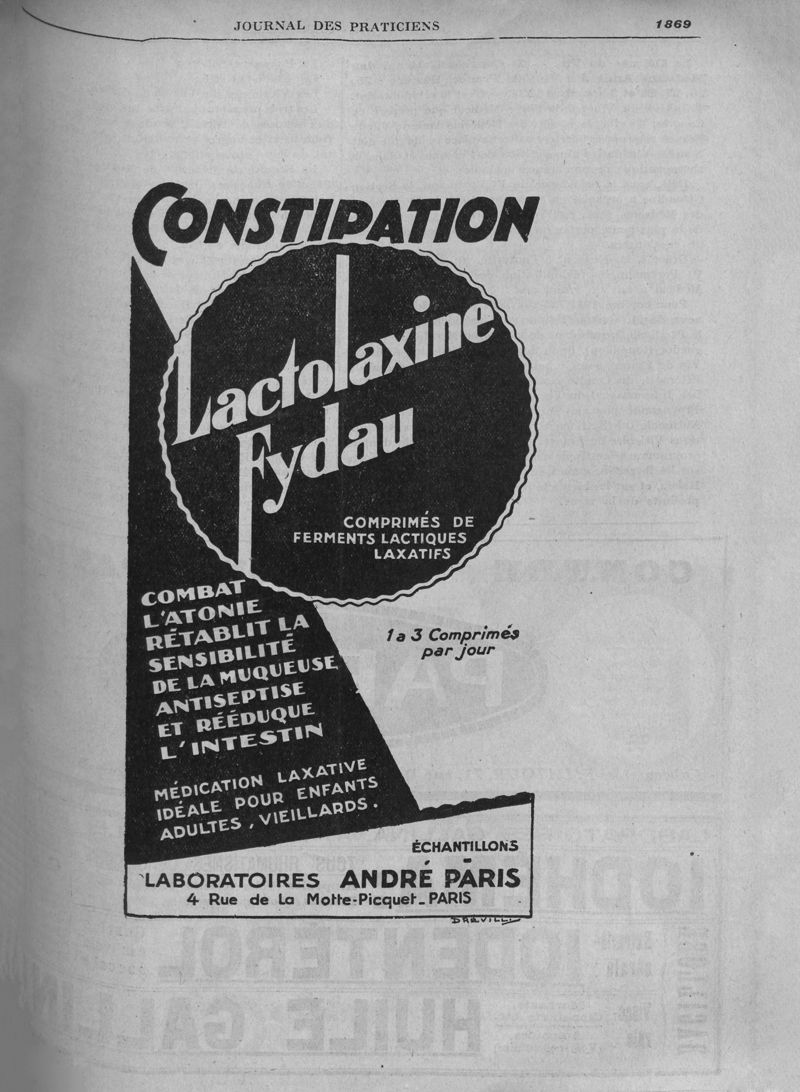 JOURNAL DES PRATICIENS
1869
CONSTIPATION
Lactolaxine
Fydau
COMPRIMÉS DE
FERMENTS LACTIQUES
LAXATIFS
COMBAT
L'ATONIE
RÉTABLIT LA
SENSIBILITÉ
DE LA MUQUEUSE
ANTISEPTISE
ET RÉÉDUQUE
L'INTESTIN
1 a 3 Comprimés
par jour
MÉDICATION LAXATIVE
IDÉALE POUR ENFANTS
ADULTES, VIEILLARDS.
ÉCHANTILLONS
LABORATOIRES ANDRÉ PARIS
4 Rue de La Motte-Picquet_PARIS